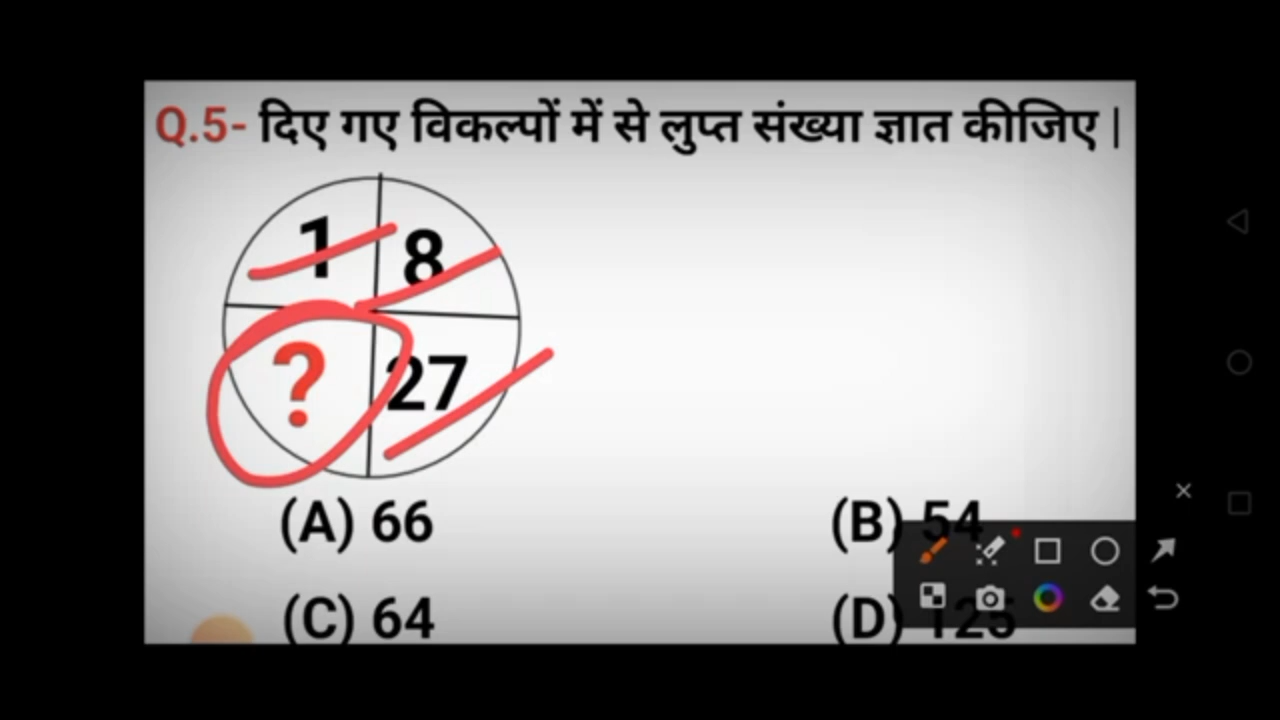 Q.5- दिए गए विकल्पों में से लुप्त संख्या ज्ञात कीजिए |
1 8
? 27
(A) 66 (B) 54
(C) 64 (D) 125